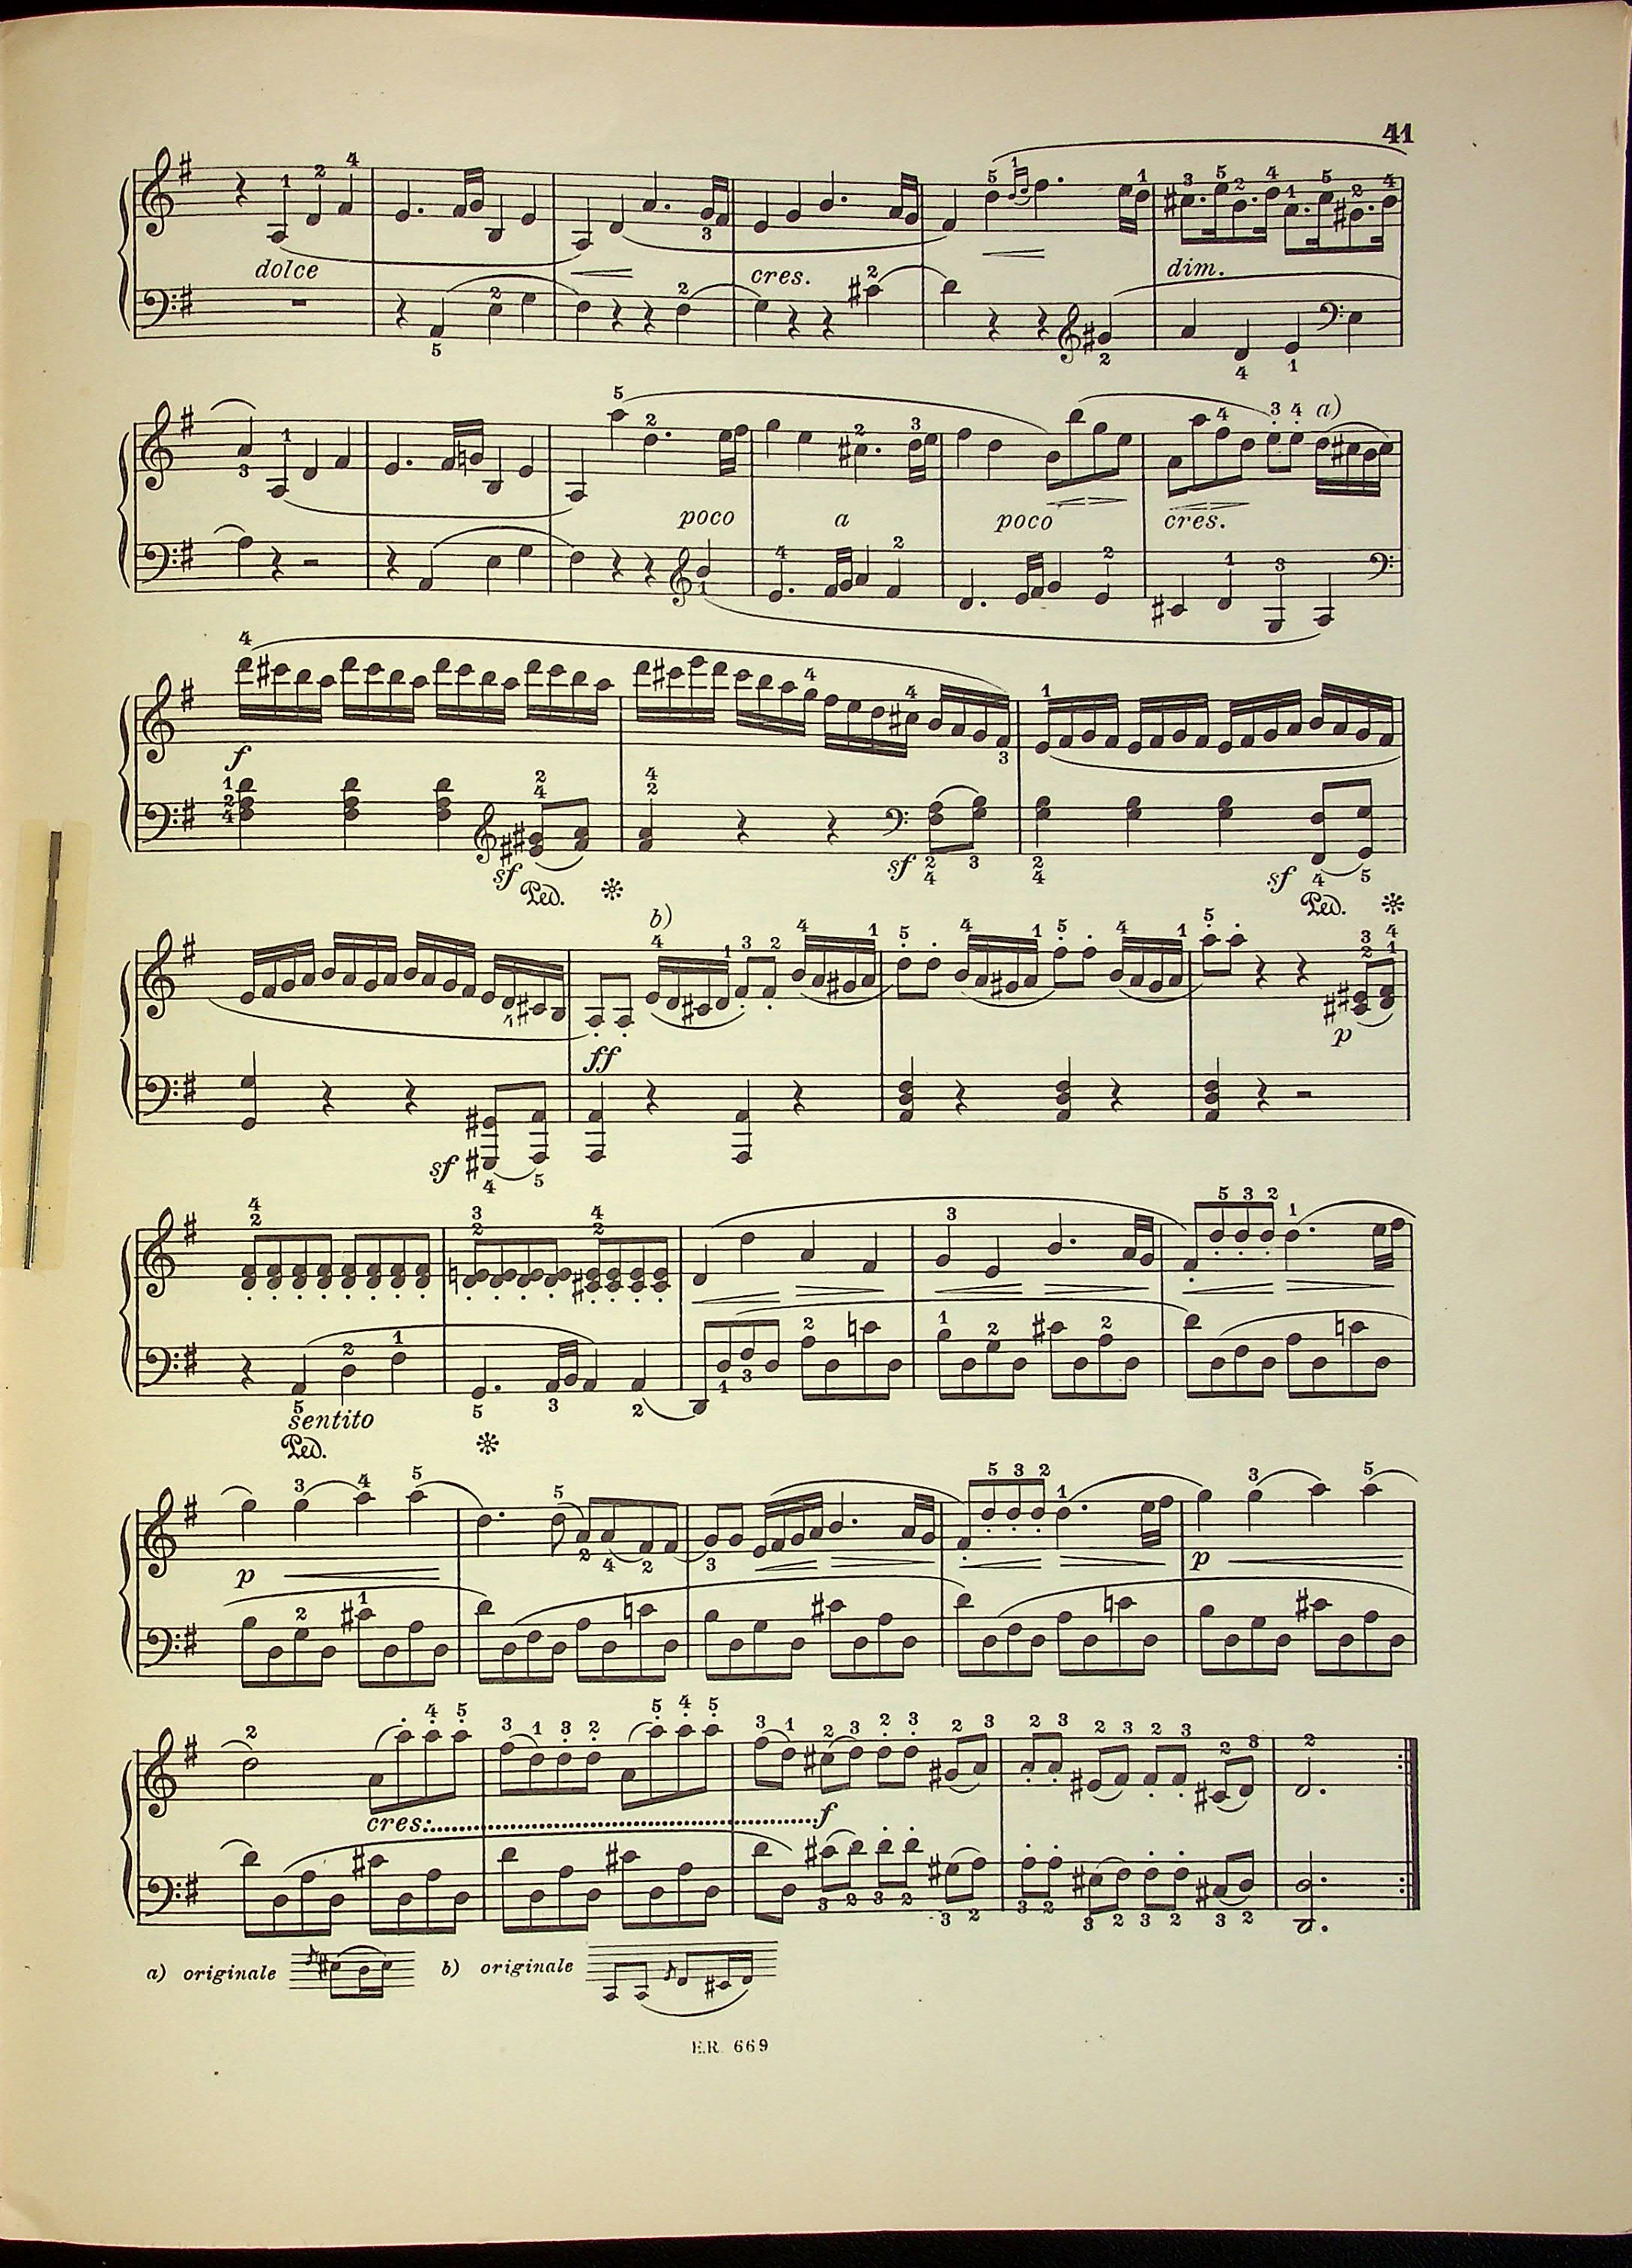 41
dolce
cres.
dim.
a)
poco a poco cres.
f
sf
Ped.
sf
sf
Ped.
b)
ff
p
sf
sentito
Ped.
p
p
cres:
f
a) originale b) originale
E.R. 669